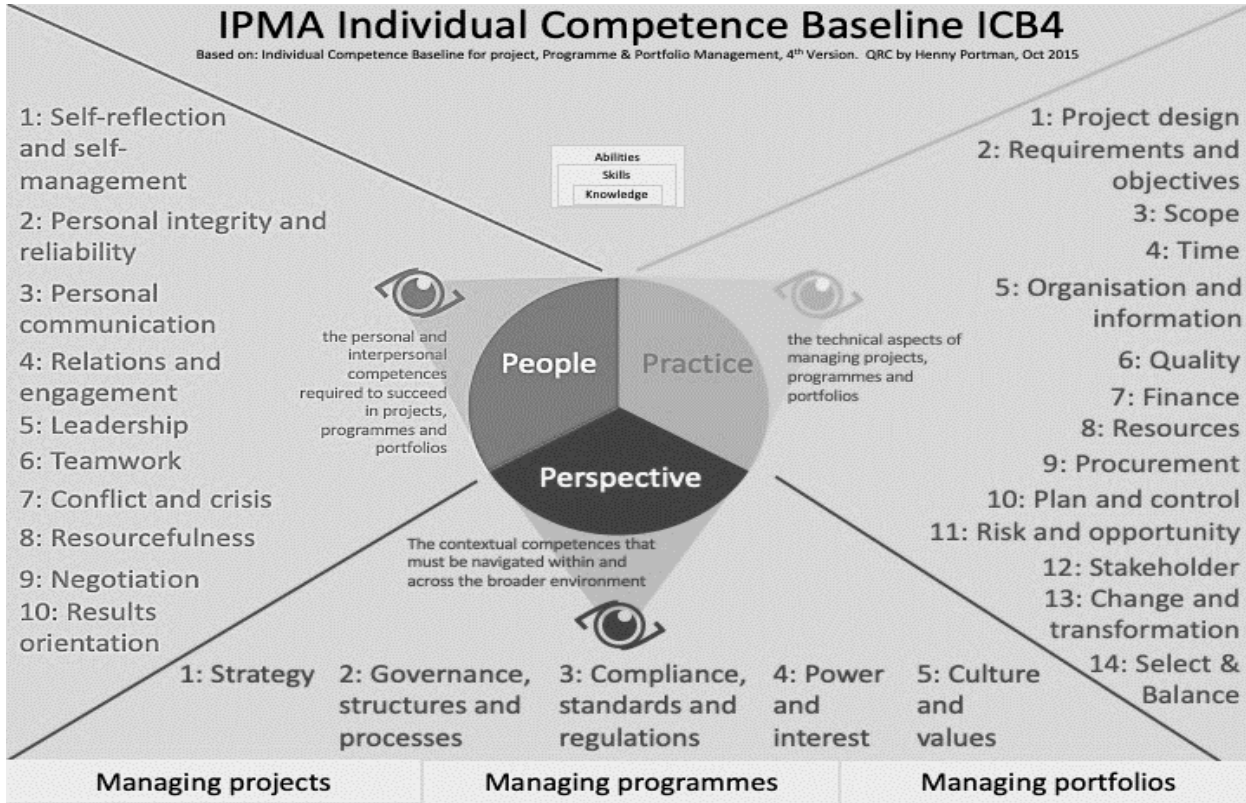 IPMA Individual Competence Baseline ICB4
Based on: Individual Competence Baseline for project, Programme & Portfolio Management, 4th Version. QRC by Henny Portman, Oct 2015
1: Self-reflection
and self-
management
2: Personal integrity and
reliability
3: Personal
communication
4: Relations and
engagement
5: Leadership
6: Teamwork
7: Conflict and crisis
8: Resourcefulness
9: Negotiation
10: Results
orientation
Abilities
Skills
Knowledge
the personal and
interpersonal
competences
required to succeed
in projects,
programmes and
portfolios
People
Practice
Perspective
the technical aspects of
managing projects,
programmes and
portfolios
The contextual competences that
must be navigated within and
across the broader environment
1: Project design
2: Requirements and
objectives
3: Scope
4: Time
5: Organisation and
information
6: Quality
7: Finance
8: Resources
9: Procurement
10: Plan and control
11: Risk and opportunity
12: Stakeholder
13: Change and
transformation
14: Select &
Balance
1: Strategy
2: Governance,
structures and
processes
3: Compliance,
standards and
regulations
4: Power
and
interest
5: Culture
and
values
Managing projects
Managing programmes
Managing portfolios